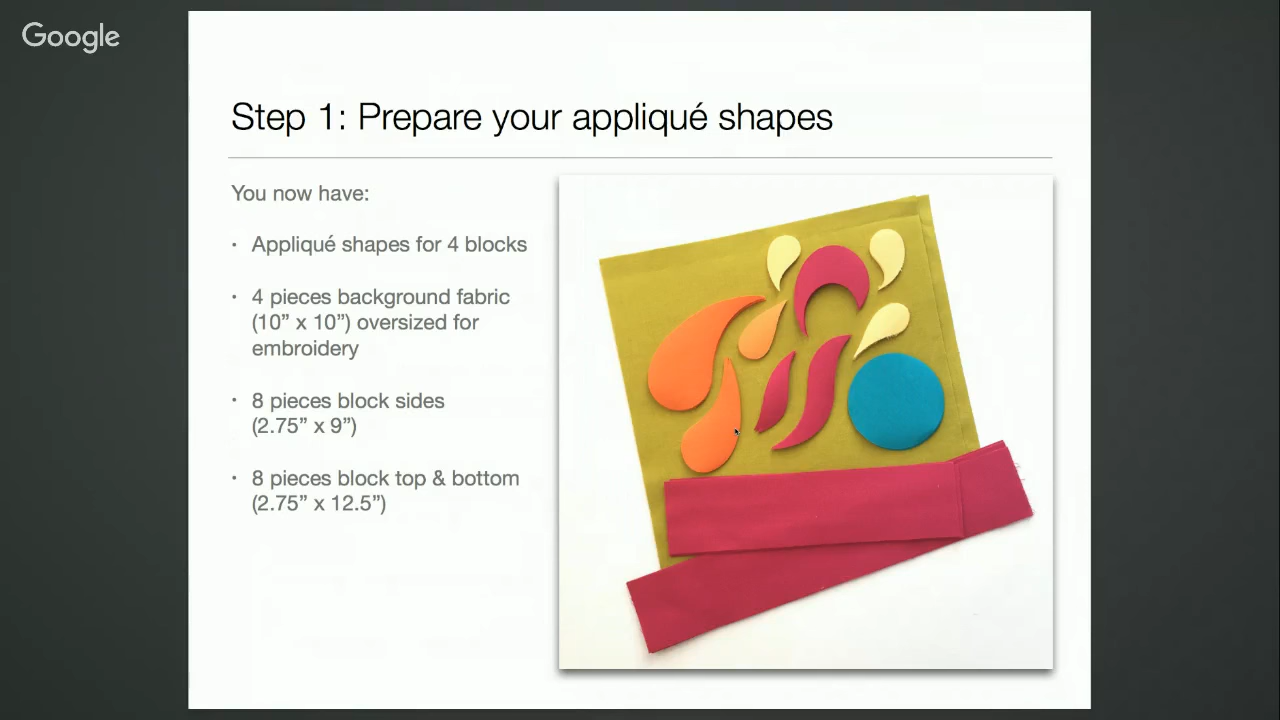 Google
Step 1: Prepare your appliqué shapes
You now have:
• Appliqué shapes for 4 blocks
• 4 pieces background fabric
(10” x 10”) oversized for
embroidery
• 8 pieces block sides
(2.75” x 9”)
• 8 pieces block top & bottom
(2.75” x 12.5”)